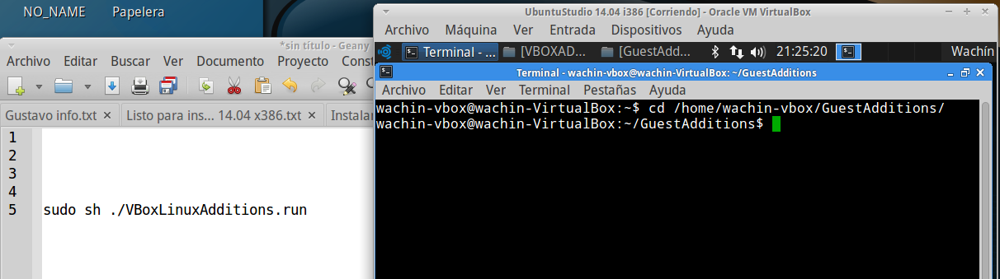 NO_NAME
Papelera
*sin título - Geany
Archivo Editar Buscar Ver Documento Proyecto Const
Gustavo info.txt
Listo para ins... 14.04 x386.txt
Instalar
1
2
3
4
5 sudo sh ./VBoxLinuxAdditions.run
UbuntuStudio 14.04 i386 [Corriendo] - Oracle VM VirtualBox
Archivo Máquina Ver Entrada Dispositivos Ayuda
Terminal - ...
[VBOXAD...
[GuestAdd...
21:25:20
Wachín
Terminal - wachin-vbox@wachin-VirtualBox: ~/GuestAdditions
Archivo Editar Ver Terminal Pestañas Ayuda
wachin-vbox@wachin-VirtualBox:~$ cd /home/wachin-vbox/GuestAdditions/
wachin-vbox@wachin-VirtualBox:~/GuestAdditions$